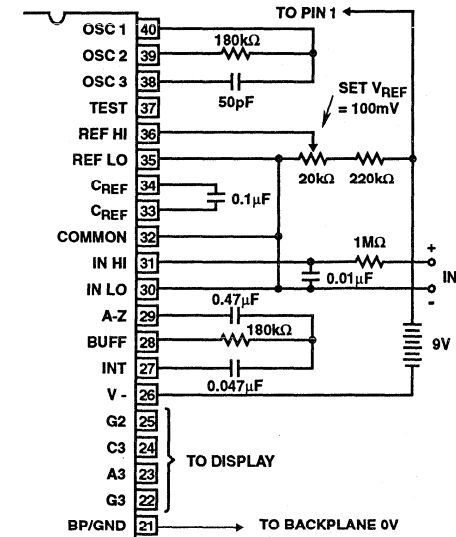 TO PIN 1
OSC 1 40
180kΩ
OSC 2 39
OSC 3 38
50pF
SET VREF
= 100mV
TEST 37
REF HI 36
REF LO 35
20kΩ 220kΩ
CREF 34
0.1μF
CREF 33
COMMON 32
1MΩ
IN HI 31
+
0.01μF
IN
IN LO 30
-
0.47μF
A-Z 29
180kΩ
BUFF 28
9V
INT 27
0.047μF
V - 26
G2 25
C3 24
TO DISPLAY
A3 23
G3 22
BP/GND 21
TO BACKPLANE 0V